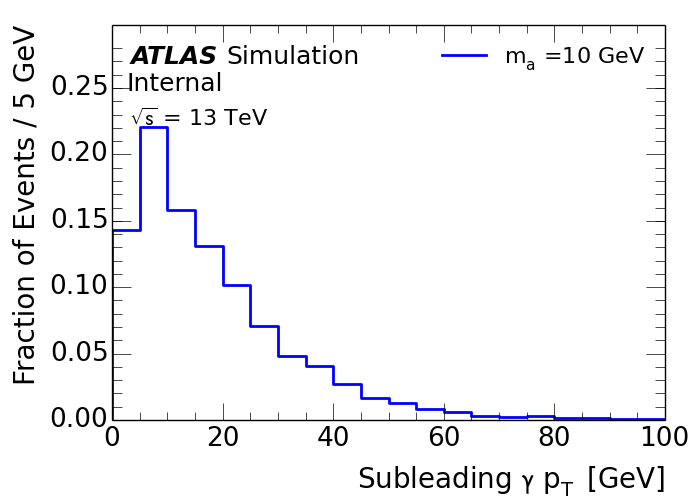 ATLAS Simulation
Internal
√s = 13 TeV
mₐ =10 GeV
Fraction of Events / 5 GeV
0.25
0.20
0.15
0.10
0.05
0.00
0 20 40 60 80 100
Subleading γ p_T [GeV]